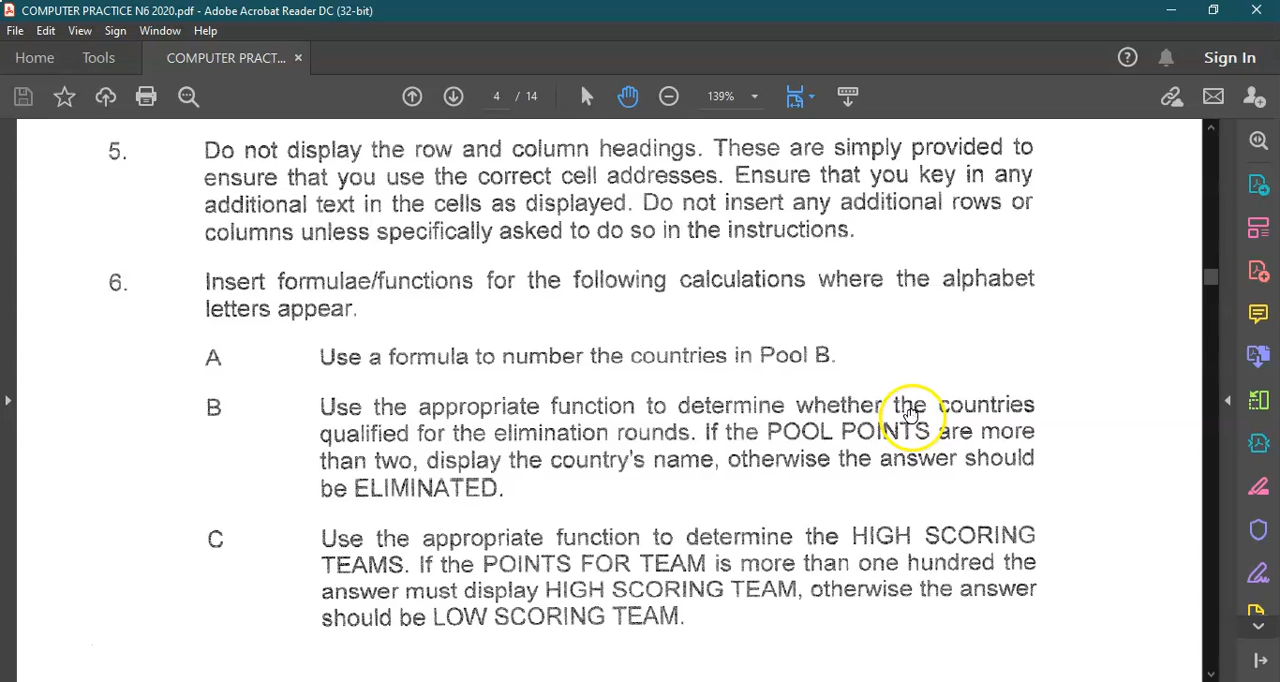 COMPUTER PRACTICE N6 2020.pdf - Adobe Acrobat Reader DC (32-bit)
File Edit View Sign Window Help
Home Tools COMPUTER PRACT... × Sign In
4 / 14 139%
5. Do not display the row and column headings. These are simply provided to
ensure that you use the correct cell addresses. Ensure that you key in any
additional text in the cells as displayed. Do not insert any additional rows or
columns unless specifically asked to do so in the instructions.
6. Insert formulae/functions for the following calculations where the alphabet
letters appear.
A Use a formula to number the countries in Pool B.
B Use the appropriate function to determine whether the countries
qualified for the elimination rounds. If the POOL POINTS are more
than two, display the country's name, otherwise the answer should
be ELIMINATED.
C Use the appropriate function to determine the HIGH SCORING
TEAMS. If the POINTS FOR TEAM is more than one hundred the
answer must display HIGH SCORING TEAM, otherwise the answer
should be LOW SCORING TEAM.